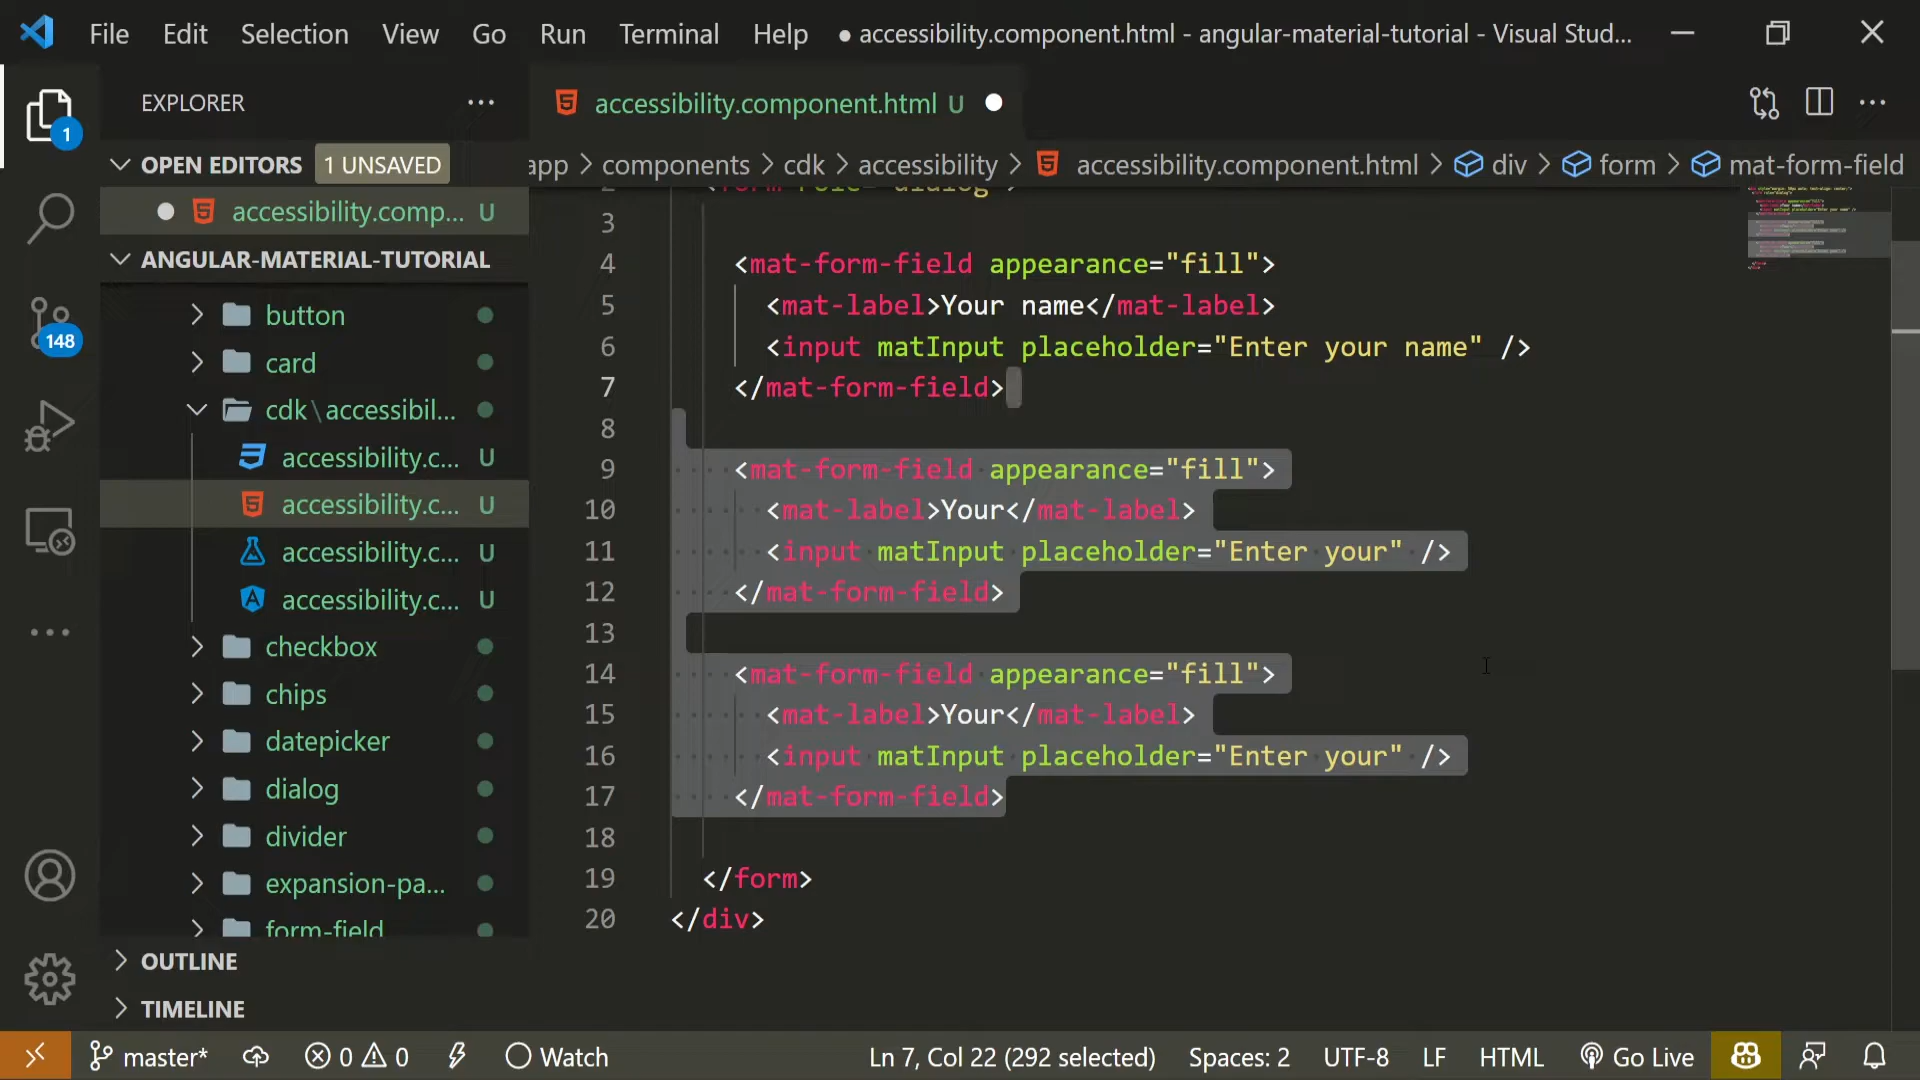 File Edit Selection View Go Run Terminal Help ● accessibility.component.html - angular-material-tutorial - Visual Stud...
EXPLORER
1
accessibility.component.html U
OPEN EDITORS 1 UNSAVED
app > components > cdk > accessibility > accessibility.component.html > div > form > mat-form-field
accessibility.comp... U
ANGULAR-MATERIAL-TUTORIAL
button
148
card
cdk\accessibil...
accessibility.c... U
accessibility.c... U
accessibility.c... U
accessibility.c... U
checkbox
chips
datepicker
dialog
divider
expansion-pa...
form-field
OUTLINE
TIMELINE
2 <form role="dialog">
3
4 <mat-form-field appearance="fill">
5 <mat-label>Your name</mat-label>
6 <input matInput placeholder="Enter your name" />
7 </mat-form-field>
8
9 <mat-form-field appearance="fill">
10 <mat-label>Your</mat-label>
11 <input matInput placeholder="Enter your" />
12 </mat-form-field>
13
14 <mat-form-field appearance="fill">
15 <mat-label>Your</mat-label>
16 <input matInput placeholder="Enter your" />
17 </mat-form-field>
18
19 </form>
20 </div>
master* 0 0 Watch Ln 7, Col 22 (292 selected) Spaces: 2 UTF-8 LF HTML Go Live